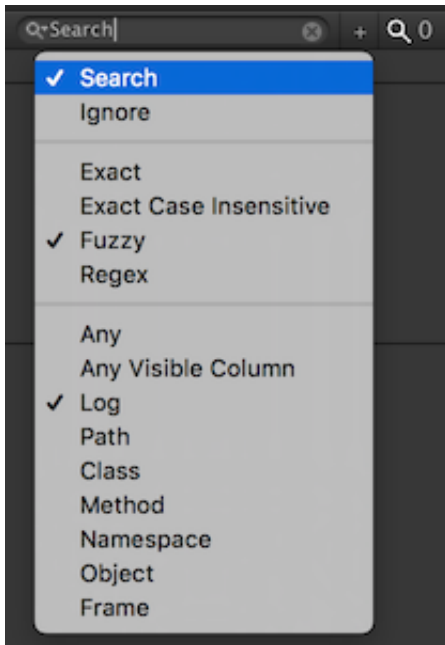 Search
0
Search
Ignore
Exact
Exact Case Insensitive
Fuzzy
Regex
Any
Any Visible Column
Log
Path
Class
Method
Namespace
Object
Frame